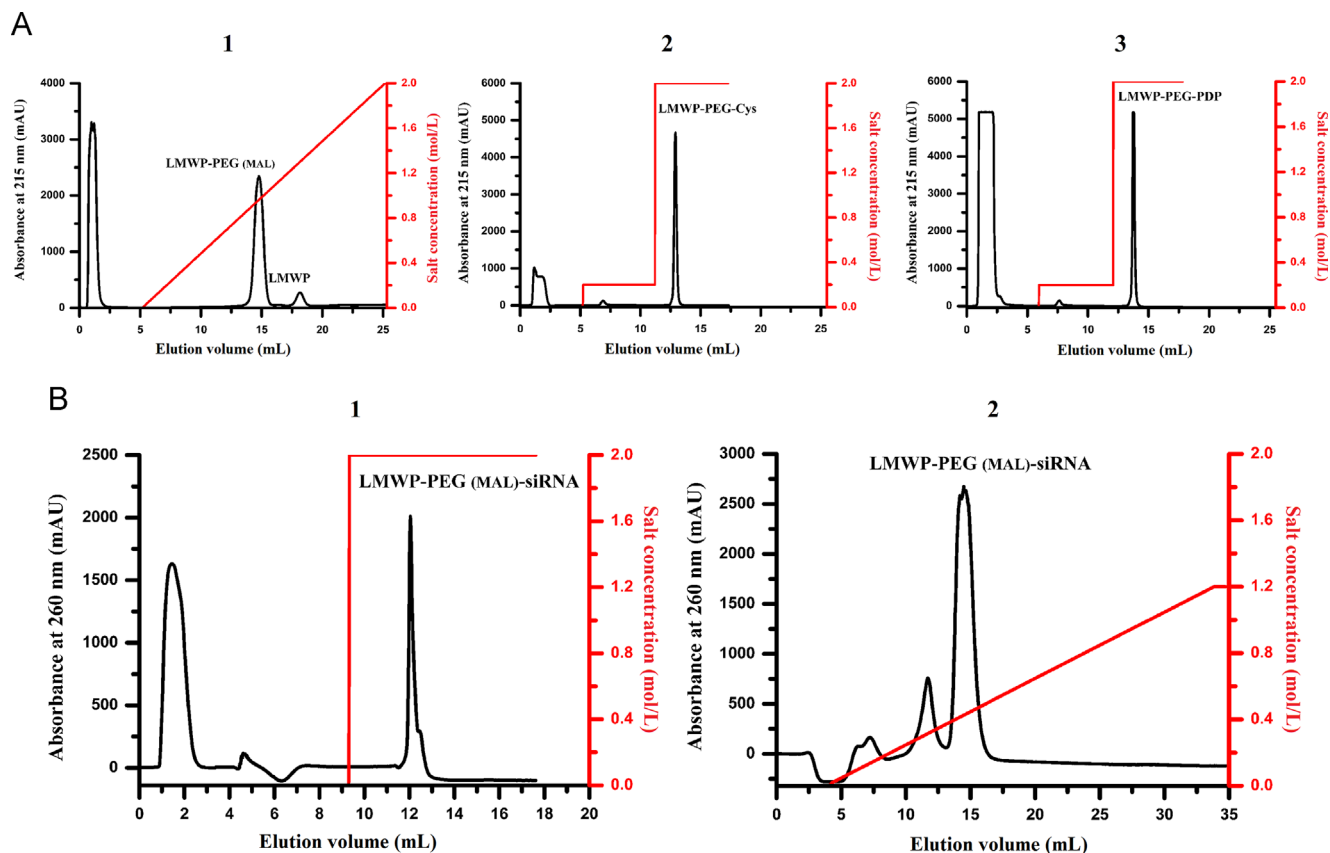 A
1
2
3
4000
3000
2000
1000
0
Absorbance at 215 nm (mAU)
LMWP-PEG (MAL)
LMWP
2.0
1.6
1.2
0.8
0.4
0.0
Salt concentration (mol/L)
0 5 10 15 20 25
Elution volume (mL)
6000
5000
4000
3000
2000
1000
0
Absorbance at 215 nm (mAU)
LMWP-PEG-Cys
2.0
1.6
1.2
0.8
0.4
0.0
Salt concentration (mol/L)
0 5 10 15 20 25
Elution volume (mL)
6000
5000
4000
3000
2000
1000
0
Absorbance at 215 nm (mAU)
LMWP-PEG-PDP
2.0
1.6
1.2
0.8
0.4
0.0
Salt concentration (mol/L)
0 5 10 15 20 25
Elution volume (mL)
B
1
2
2500
2000
1500
1000
500
0
Absorbance at 260 nm (mAU)
LMWP-PEG (MAL)-siRNA
2.0
1.6
1.2
0.8
0.4
0.0
Salt concentration (mol/L)
0 2 4 6 8 10 12 14 16 18 20
Elution volume (mL)
3000
2500
2000
1500
1000
500
0
Absorbance at 260 nm (mAU)
LMWP-PEG (MAL)-siRNA
2.0
1.6
1.2
0.8
0.4
0.0
Salt concentration (mol/L)
0 5 10 15 20 25 30 35
Elution volume (mL)